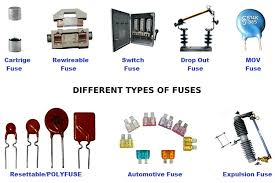 Cartrige Fuse
Rewireable Fuse
Switch Fuse
Drop Out Fuse
MOV Fuse
DIFFERENT TYPES OF FUSES
Resettable/POLYFUSE
Automotive Fuse
Expulsion Fuse